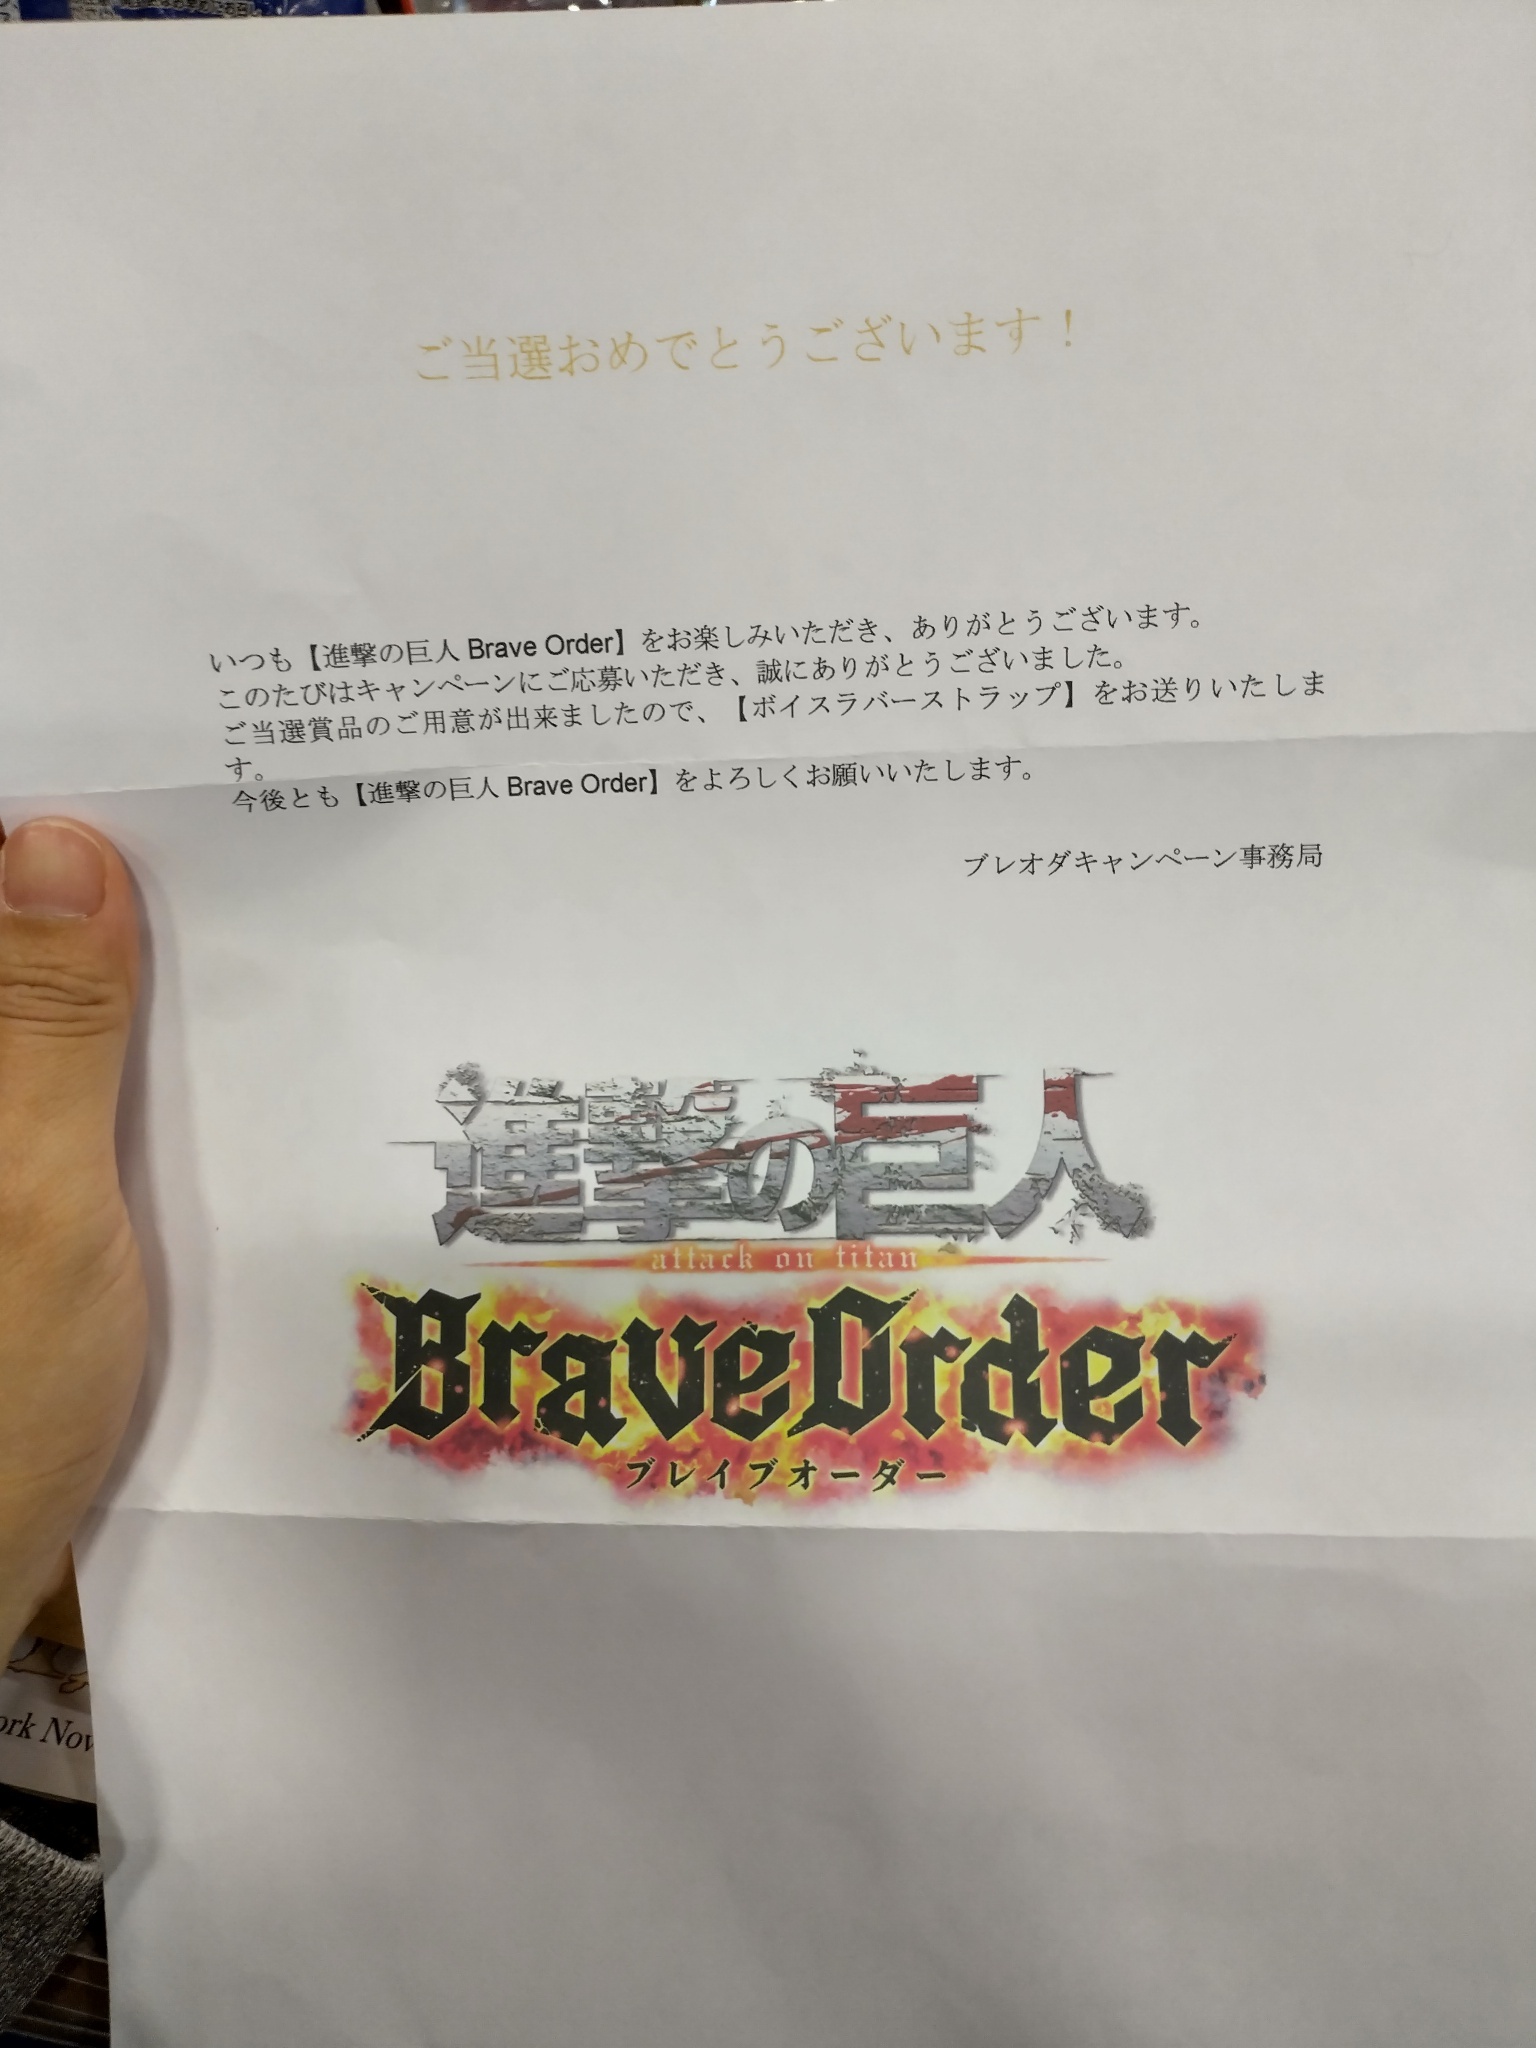 ご当選おめでとうございます！
いつも【進撃の巨人 Brave Order】をお楽しみいただき、ありがとうございます。
このたびはキャンペーンにご応募いただき、誠にありがとうございました。
ご当選賞品のご用意が出来ましたので、【ボイスラバーストラップ】をお送りいたしま
す。
今後とも【進撃の巨人 Brave Order】をよろしくお願いいたします。
ブレオダキャンペーン事務局
進撃の巨人
attack on titan
BraveOrder
ブレイブオーダー